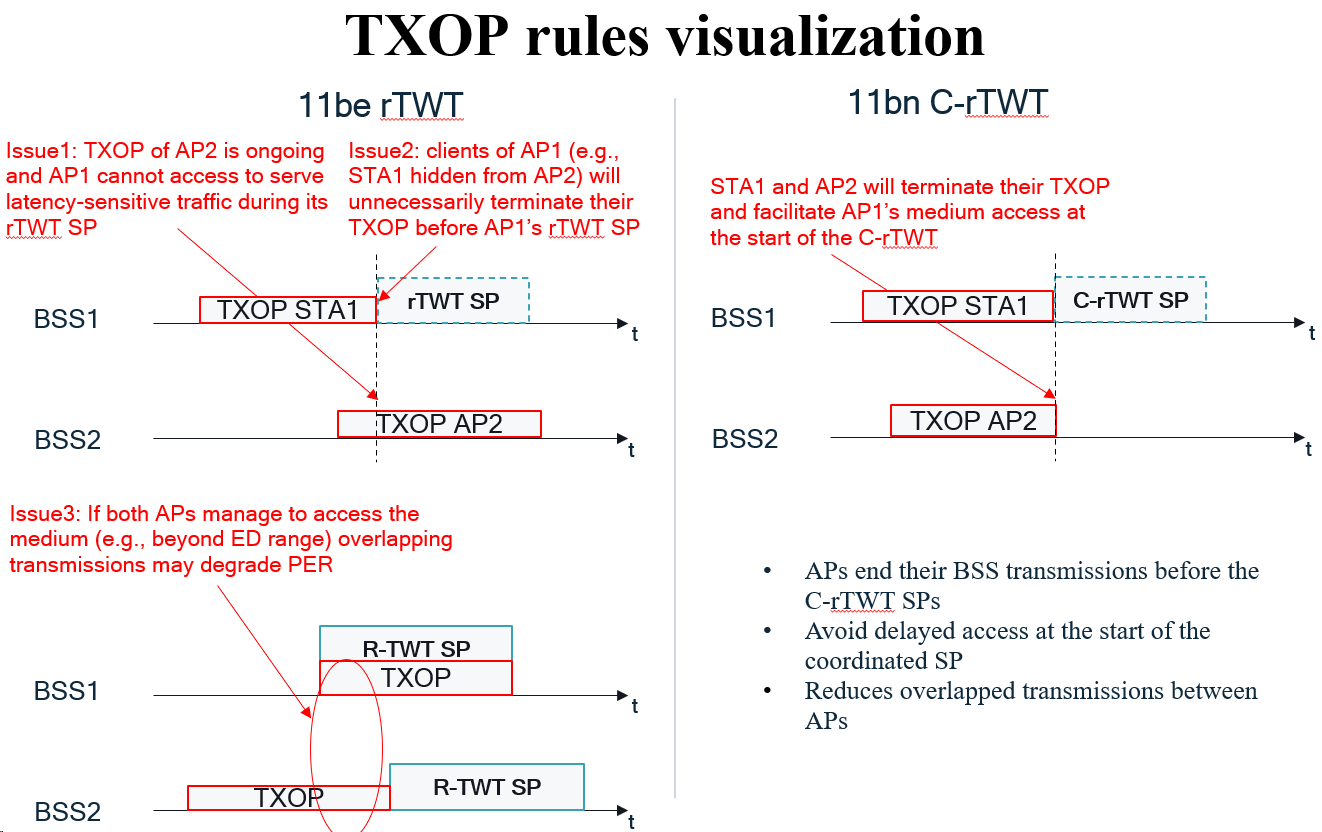 TXOP rules visualization
11be rTWT
Issue1: TXOP of AP2 is ongoing
and AP1 cannot access to serve
latency-sensitive traffic during its
rTWT SP
Issue2: clients of AP1 (e.g.,
STA1 hidden from AP2) will
unnecessarily terminate their
TXOP before AP1's rTWT SP
BSS1
TXOP STA1
rTWT SP
t
BSS2
TXOP AP2
t
Issue3: If both APs manage to access the
medium (e.g., beyond ED range) overlapping
transmissions may degrade PER
BSS1
R-TWT SP
TXOP
t
BSS2
TXOP
R-TWT SP
t
11bn C-rTWT
STA1 and AP2 will terminate their TXOP
and facilitate AP1's medium access at
the start of the C-rTWT
BSS1
TXOP STA1
C-rTWT SP
t
BSS2
TXOP AP2
t
• APs end their BSS transmissions before the
C-rTWT SPs
• Avoid delayed access at the start of the
coordinated SP
• Reduces overlapped transmissions between
APs